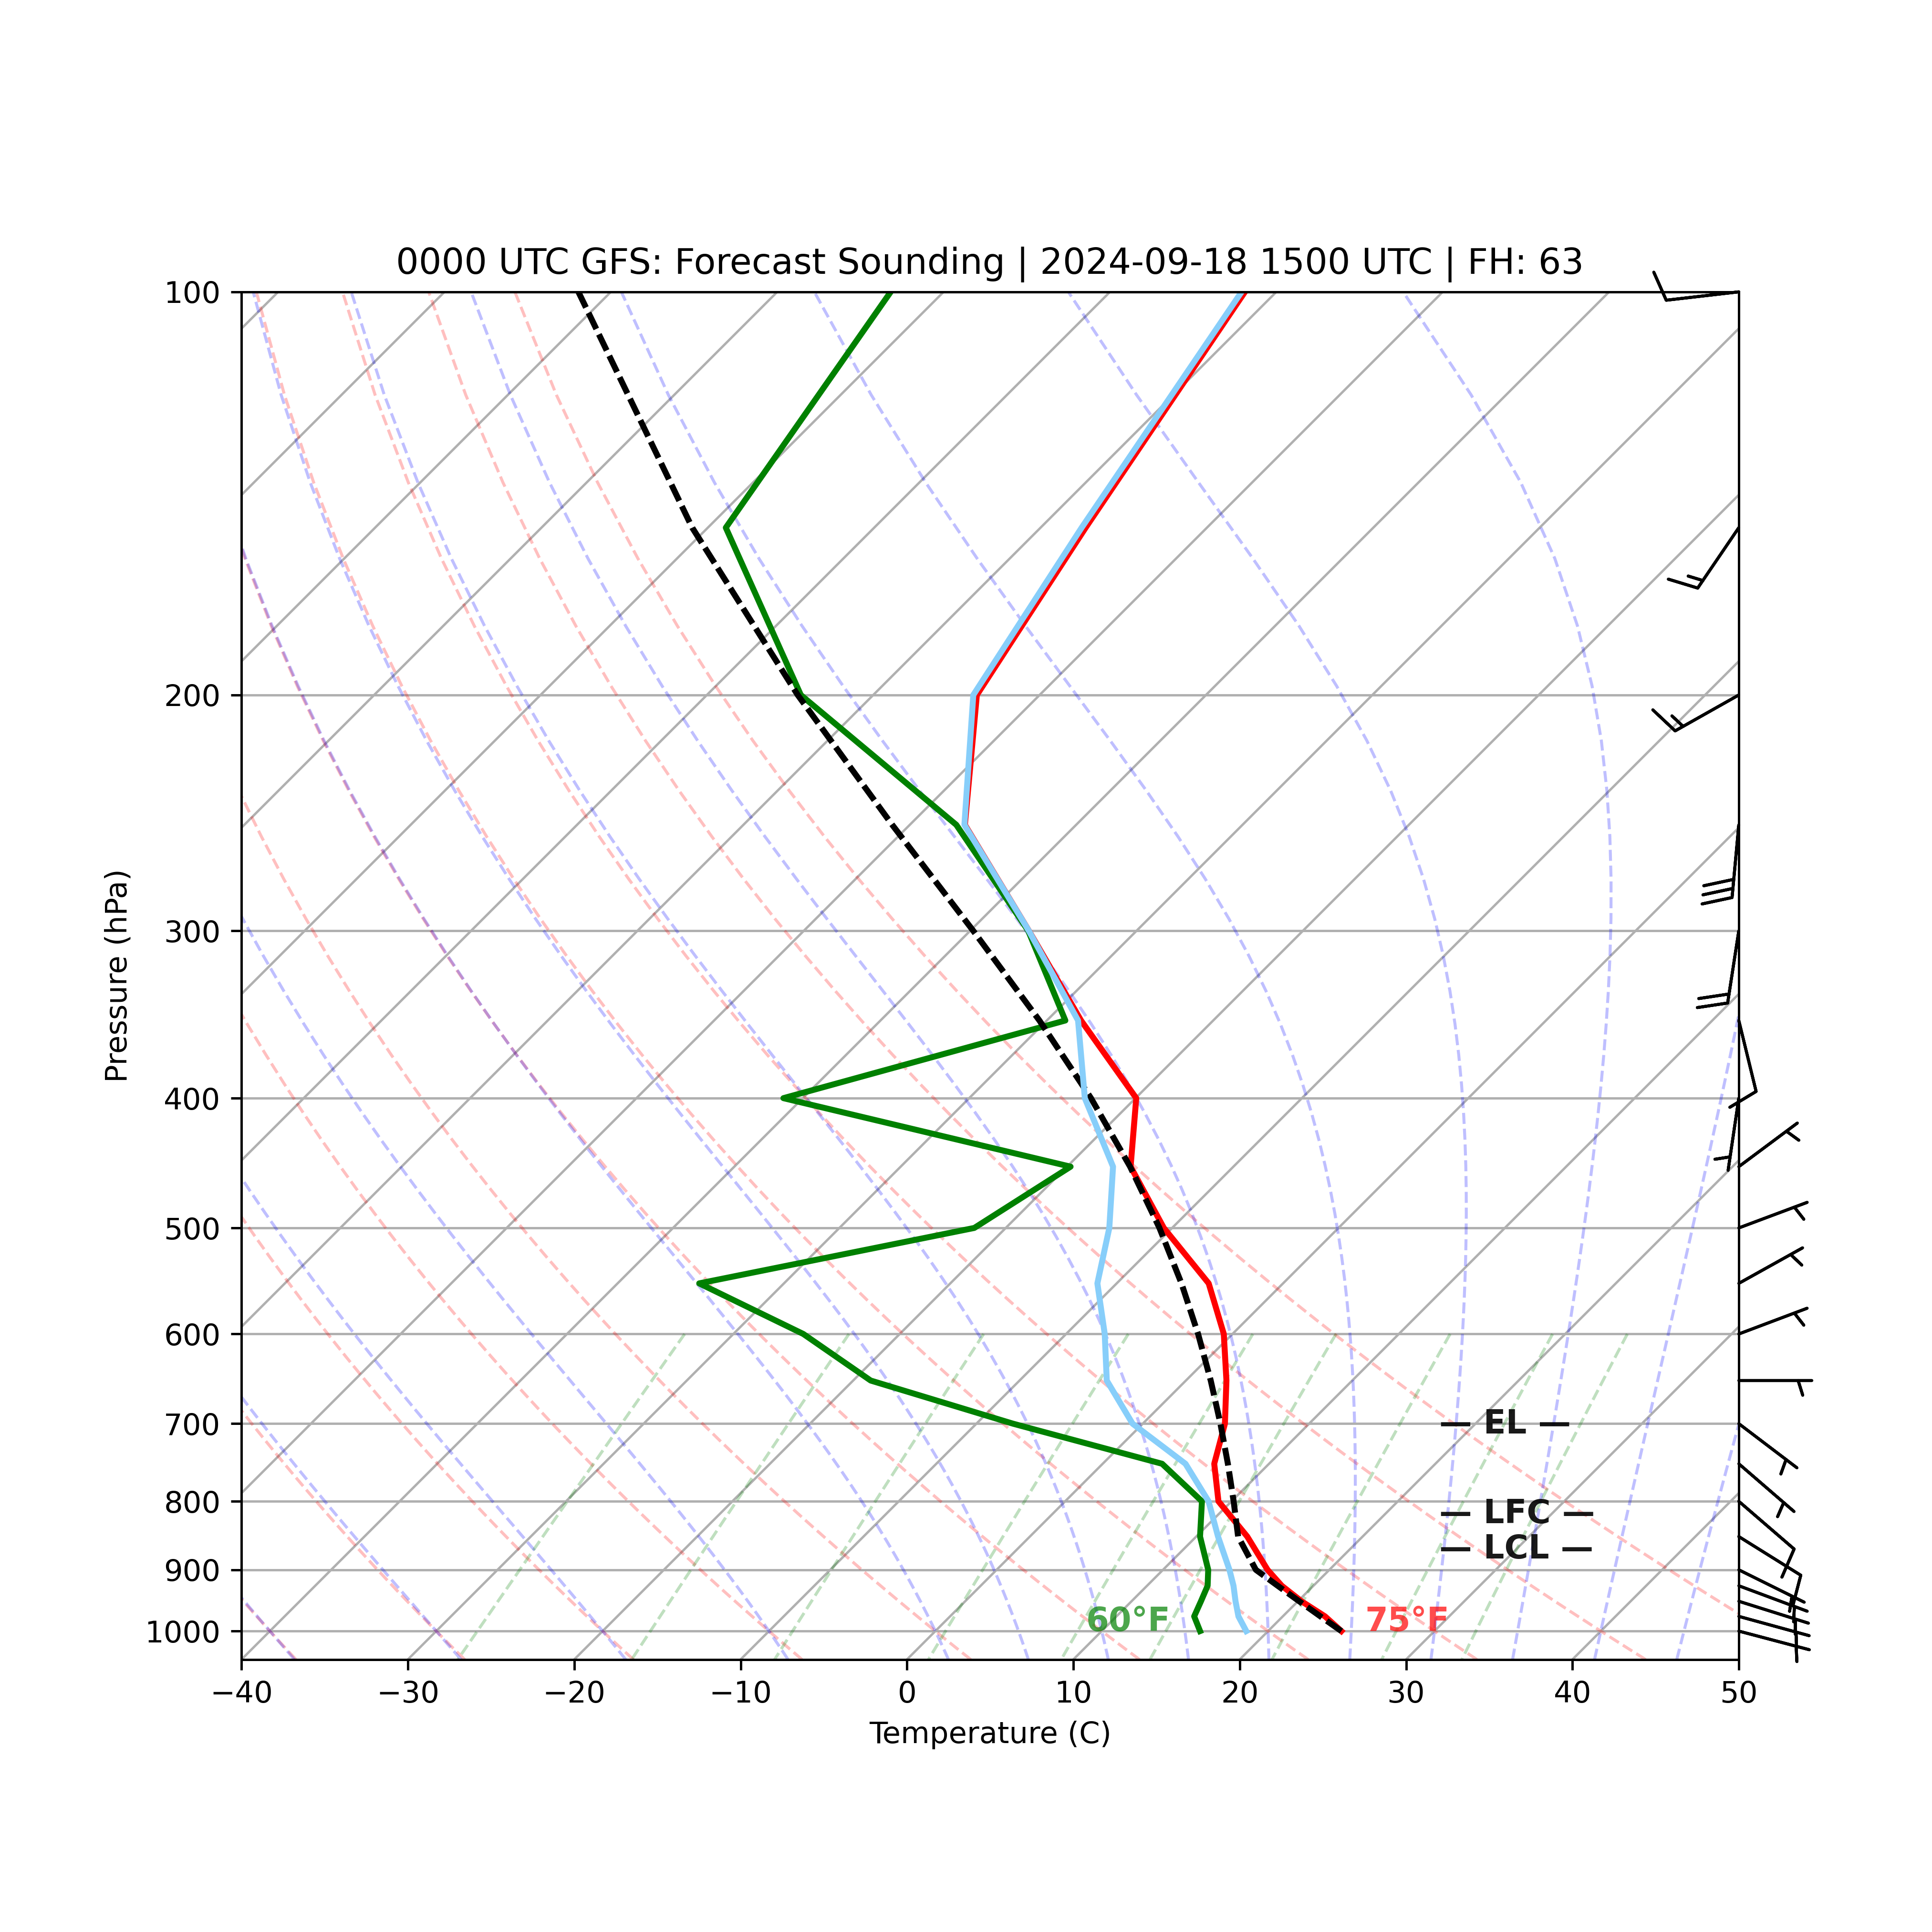 0000 UTC GFS: Forecast Sounding | 2024-09-18 1500 UTC | FH: 63
100
200
300
400
500
600
700
800
900
1000
Pressure (hPa)
— EL —
— LFC —
— LCL —
60°F
75°F
−40
−30
−20
−10
0
10
20
30
40
50
Temperature (C)